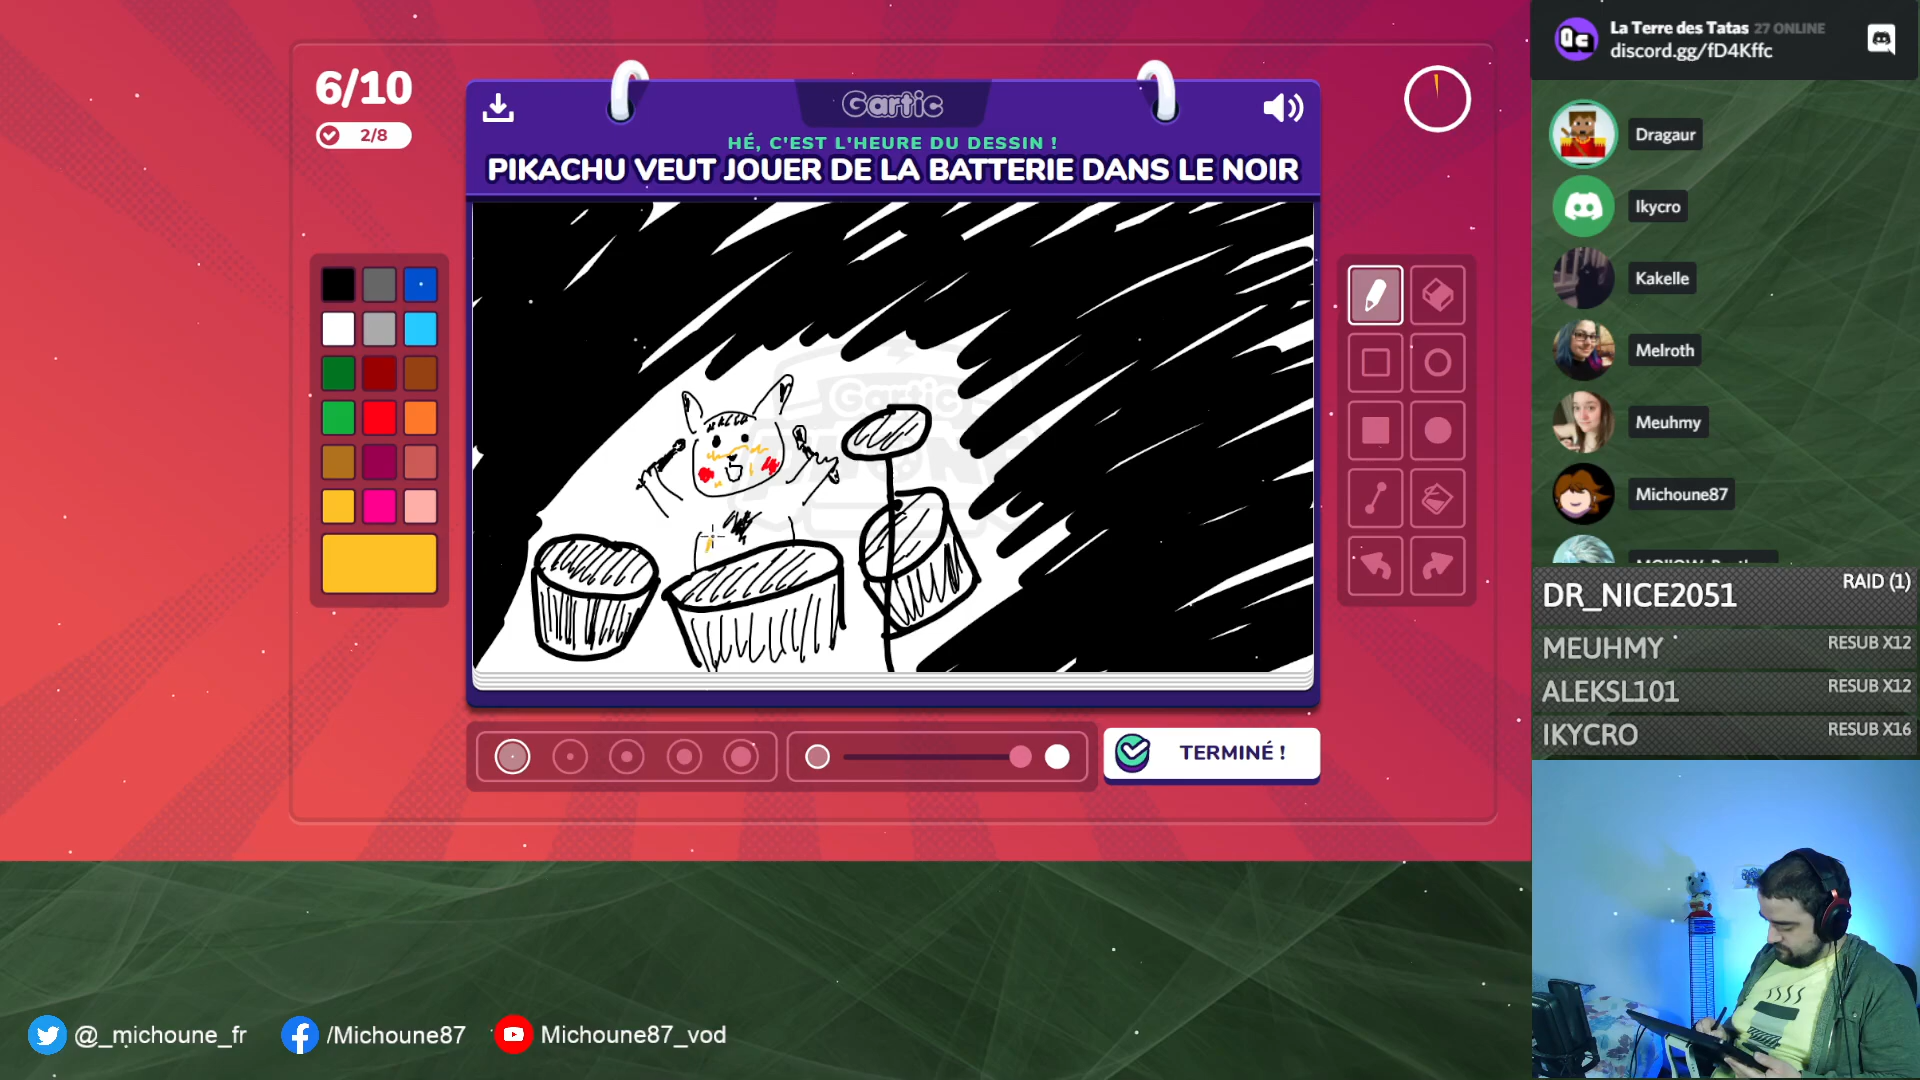 6/10
2/8
Gartic
HÉ, C'EST L'HEURE DU DESSIN !
PIKACHU VEUT JOUER DE LA BATTERIE DANS LE NOIR
Gartic
TERMINÉ !
La Terre des Tatas 27 ONLINE
discord.gg/fD4Kffc
Dragaur
Ikycro
Kakelle
Melroth
Meuhmy
Michoune87
DR_NICE2051 RAID (1)
MEUHMY RESUB X12
ALEKSL101 RESUB X12
IKYCRO RESUB X16
@_michoune_fr
/Michoune87
Michoune87_vod